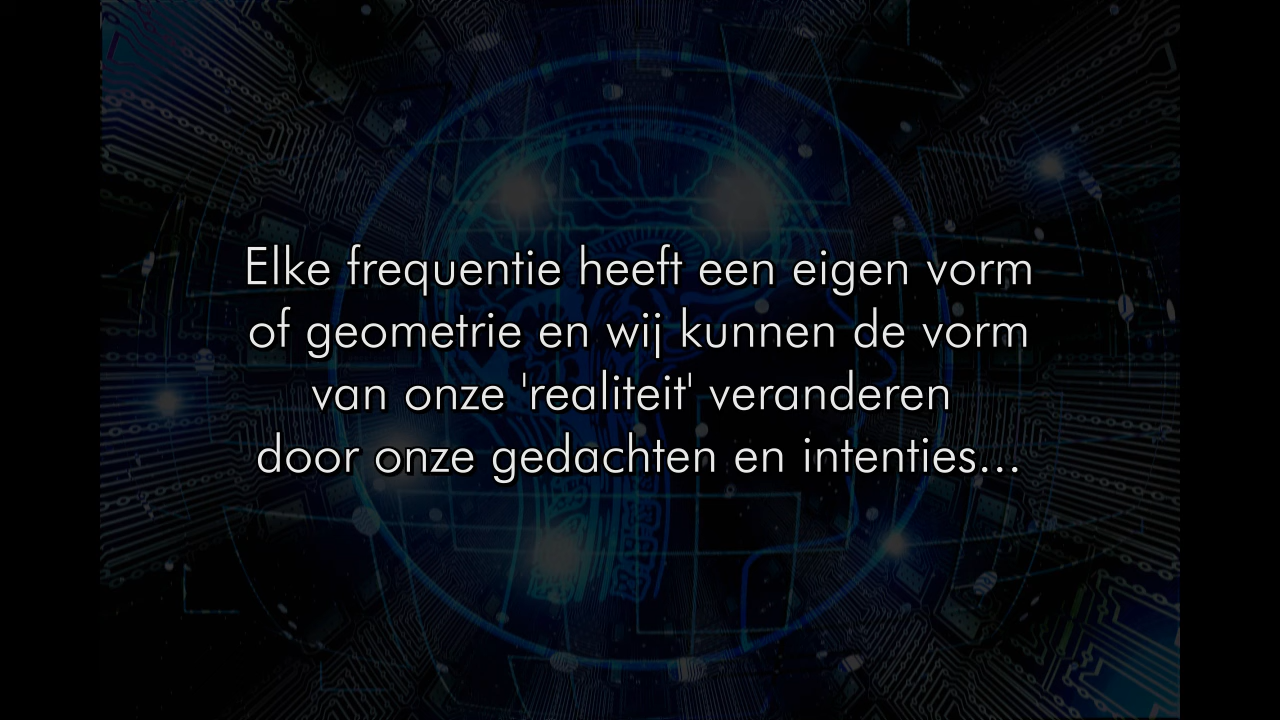 Elke frequentie heeft een eigen vorm
of geometrie en wij kunnen de vorm
van onze 'realiteit' veranderen
door onze gedachten en intenties...